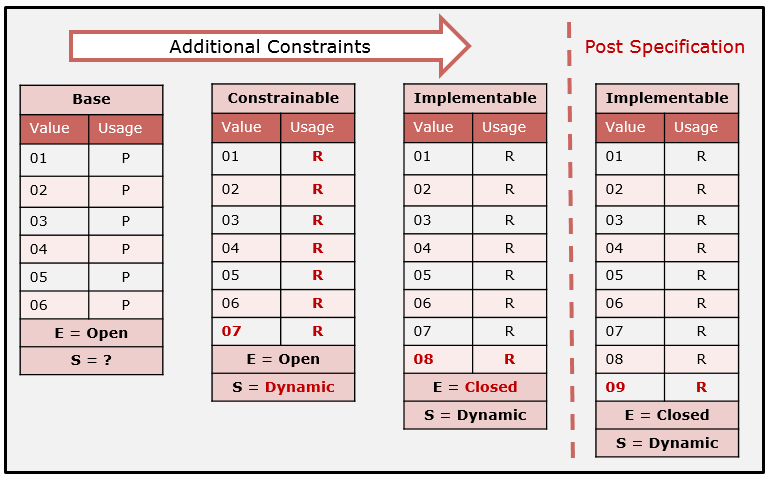 Additional Constraints
Post Specification
Base
Value Usage
01 P
02 P
03 P
04 P
05 P
06 P
E = Open
S = ?
Constrainable
Value Usage
01 R
02 R
03 R
04 R
05 R
06 R
07 R
E = Open
S = Dynamic
Implementable
Value Usage
01 R
02 R
03 R
04 R
05 R
06 R
07 R
08 R
E = Closed
S = Dynamic
Implementable
Value Usage
01 R
02 R
03 R
04 R
05 R
06 R
07 R
08 R
09 R
E = Closed
S = Dynamic